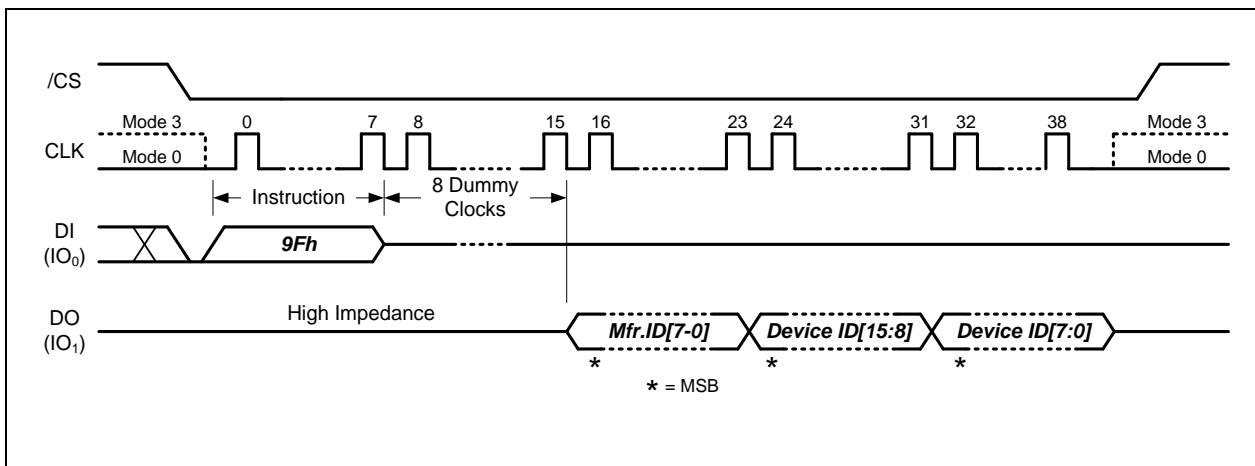 /CS
Mode 3 0 7 8 15 16 23 24 31 32 38 Mode 3
CLK
Mode 0 Mode 0
Instruction
8 Dummy
Clocks
DI
(IO₀)
9Fh
High Impedance
DO
(IO₁)
Mfr.ID[7-0] Device ID[15:8] Device ID[7:0]
* * *
* = MSB